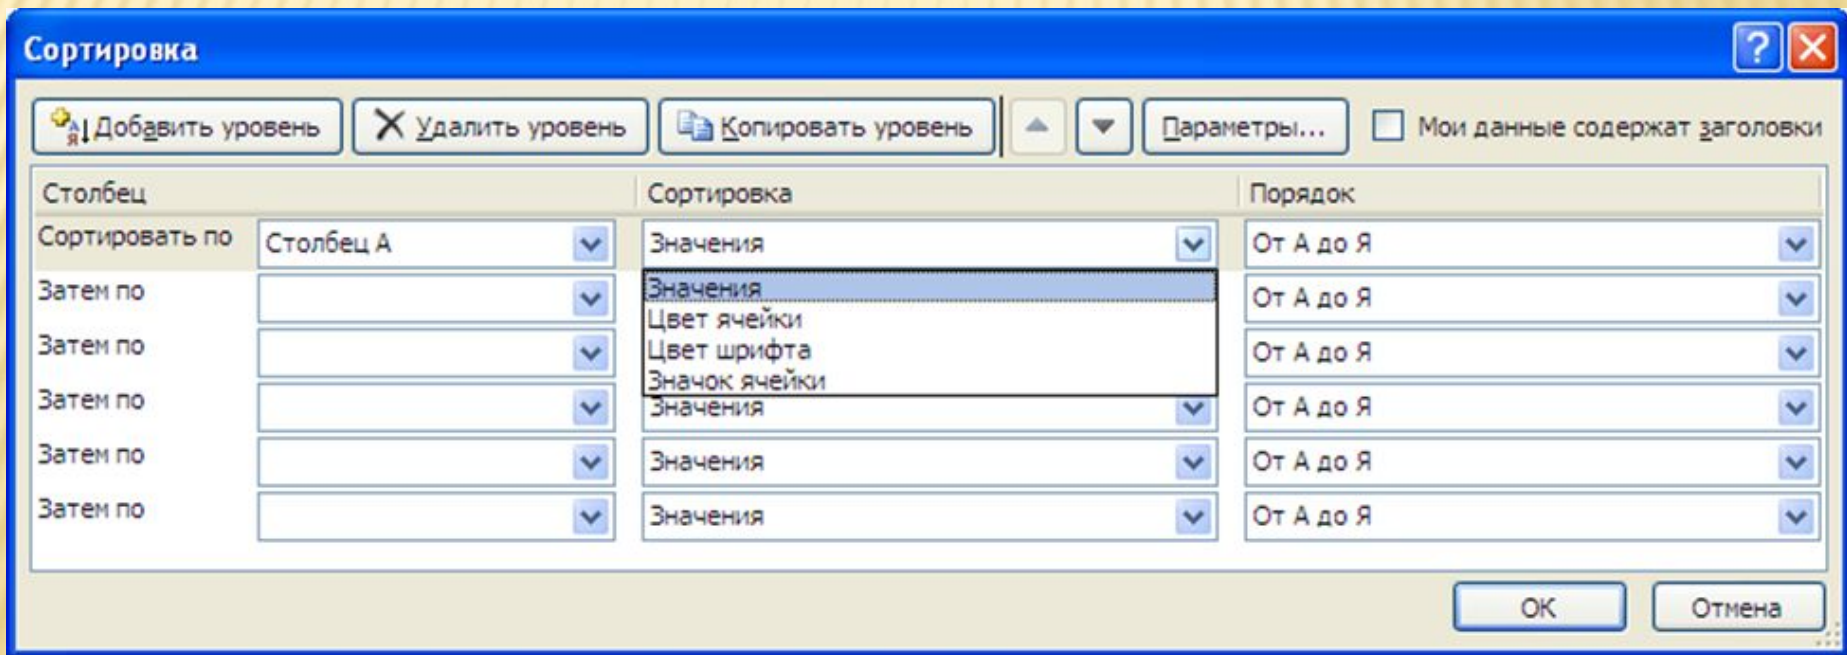 Сортировка
Добавить уровень Удалить уровень Копировать уровень Параметры... Мои данные содержат заголовки
Столбец Сортировка Порядок
Сортировать по Столбец А Значения От А до Я
Затем по Значения От А до Я
Цвет ячейки
Затем по Цвет шрифта От А до Я
Значок ячейки
Затем по Значения От А до Я
Затем по Значения От А до Я
Затем по Значения От А до Я
ОК Отмена